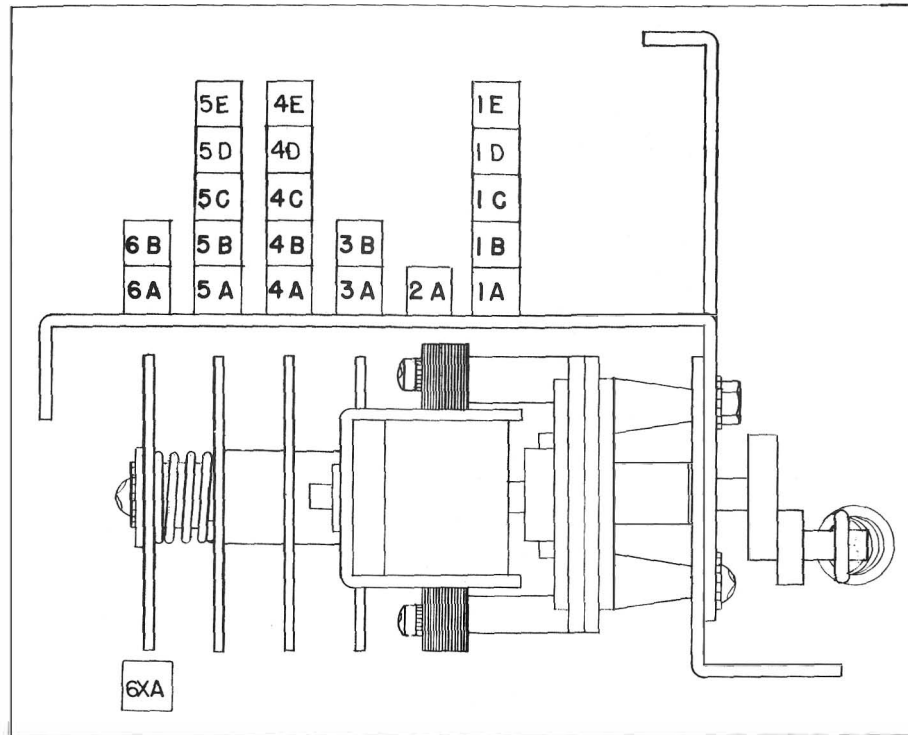 5E 4E 1E
5D 4D 1D
5C 4C 1C
6B 5B 4B 3B 1B
6A 5A 4A 3A 2A 1A
6XA